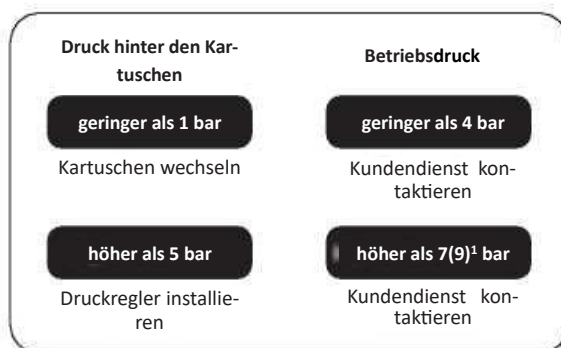 Druck hinter den Kar-
tuschen
geringer als 1 bar
Kartuschen wechseln
höher als 5 bar
Druckregler installie-
ren
Betriebsdruck
geringer als 4 bar
Kundendienst kon-
taktieren
höher als 7(9)¹ bar
Kundendienst kon-
taktieren